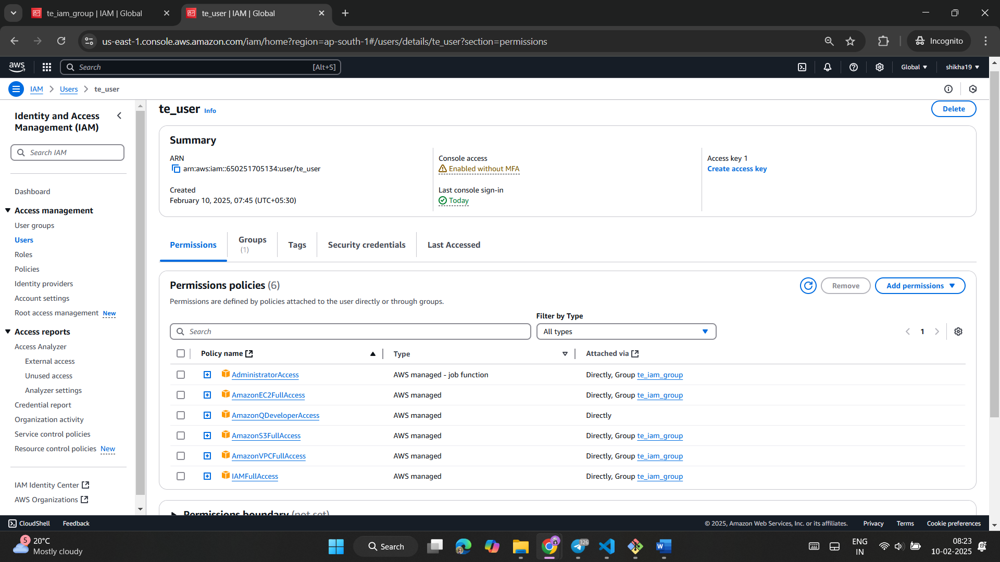 te_iam_group | IAM | Global
te_user | IAM | Global
us-east-1.console.aws.amazon.com/iam/home?region=ap-south-1#/users/details/te_user?section=permissions
Incognito
aws
Search
[Alt+S]
Global
shikha19
IAM
Users
te_user
Identity and Access
Management (IAM)
Search IAM
Dashboard
Access management
User groups
Users
Roles
Policies
Identity providers
Account settings
Root access management New
Access reports
Access Analyzer
External access
Unused access
Analyzer settings
Credential report
Organization activity
Service control policies
Resource control policies New
IAM Identity Center
AWS Organizations
te_user Info
Delete
Summary
ARN
arn:aws:iam::650251705134:user/te_user
Created
February 10, 2025, 07:45 (UTC+05:30)
Console access
Enabled without MFA
Last console sign-in
Today
Access key 1
Create access key
Permissions
Groups
(1)
Tags
Security credentials
Last Accessed
Permissions policies (6)
Permissions are defined by policies attached to the user directly or through groups.
Remove
Add permissions
Filter by Type
Search
All types
1
Policy name
Type
Attached via
AdministratorAccess AWS managed - job function Directly, Group te_iam_group
AmazonEC2FullAccess AWS managed Directly, Group te_iam_group
AmazonQDeveloperAccess AWS managed Directly
AmazonS3FullAccess AWS managed Directly, Group te_iam_group
AmazonVPCFullAccess AWS managed Directly, Group te_iam_group
IAMFullAccess AWS managed Directly, Group te_iam_group
Permissions boundary (not set)
CloudShell
Feedback
© 2025, Amazon Web Services, Inc. or its affiliates.
Privacy
Terms
Cookie preferences
5
20°C
Mostly cloudy
Search
326
ENG
IN
08:23
10-02-2025